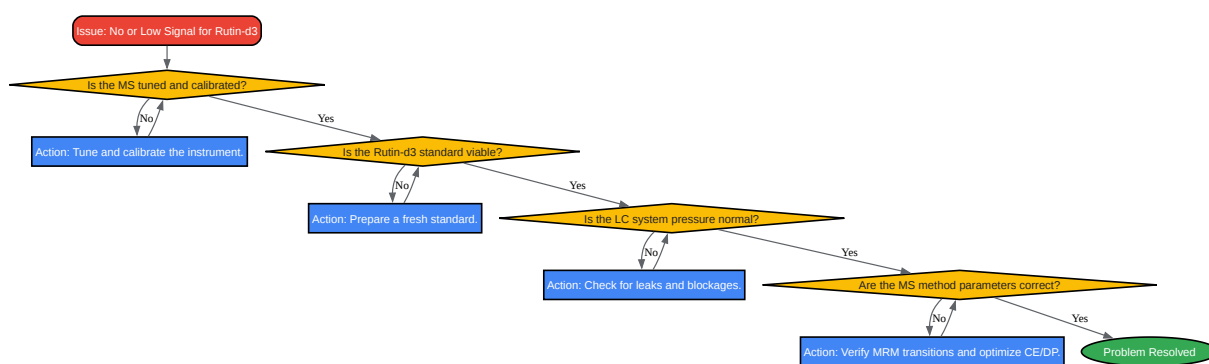 Issue: No or Low Signal for Rutin-d3
Is the MS tuned and calibrated?
No
Yes
Action: Tune and calibrate the instrument.
Is the Rutin-d3 standard viable?
No
Yes
Action: Prepare a fresh standard.
Is the LC system pressure normal?
No
Yes
Action: Check for leaks and blockages.
Are the MS method parameters correct?
No
Yes
Action: Verify MRM transitions and optimize CE/DP.
Problem Resolved